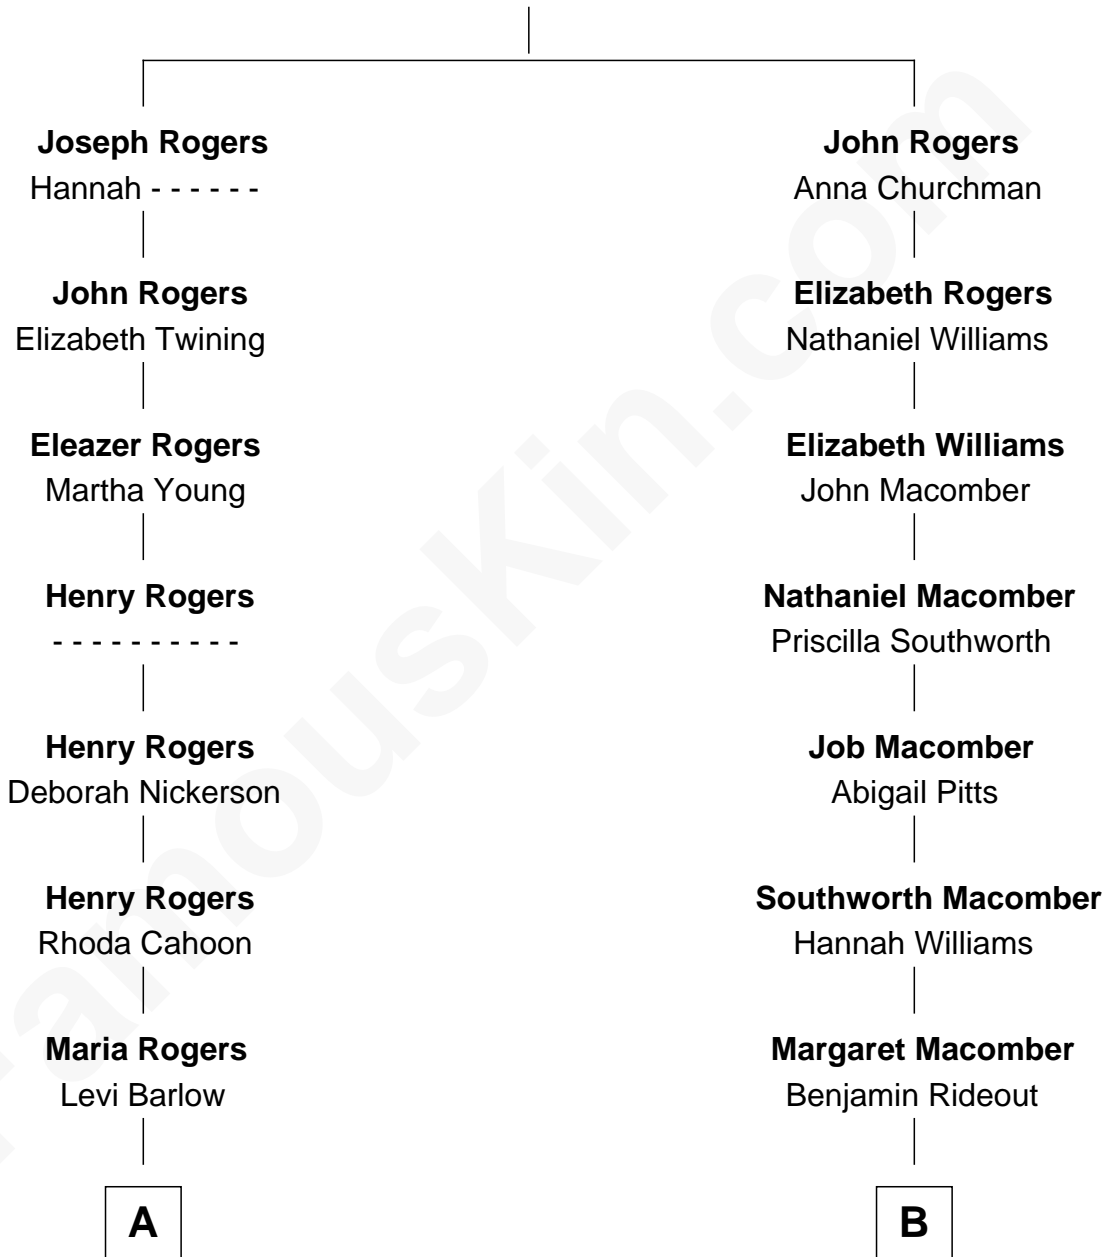 Joseph Rogers
Hannah - - - - - -
John Rogers
Elizabeth Twining
Eleazer Rogers
Martha Young
Henry Rogers
- - - - - - - - - -
Henry Rogers
Deborah Nickerson
Henry Rogers
Rhoda Cahoon
Maria Rogers
Levi Barlow
A
John Rogers
Anna Churchman
Elizabeth Rogers
Nathaniel Williams
Elizabeth Williams
John Macomber
Nathaniel Macomber
Priscilla Southworth
Job Macomber
Abigail Pitts
Southworth Macomber
Hannah Williams
Margaret Macomber
Benjamin Rideout
B
FamousKin.com